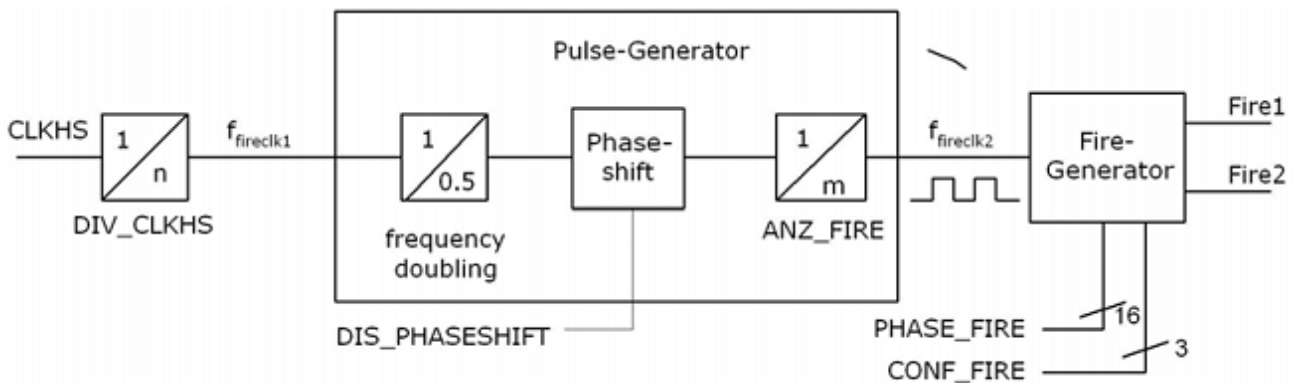 Pulse-Generator
CLKHS
1
n
DIV_CLKHS
f_fireclk1
1
0.5
frequency
doubling
Phase-
shift
DIS_PHASESHIFT
1
m
ANZ_FIRE
f_fireclk2
Fire-
Generator
Fire1
Fire2
PHASE_FIRE
16
CONF_FIRE
3